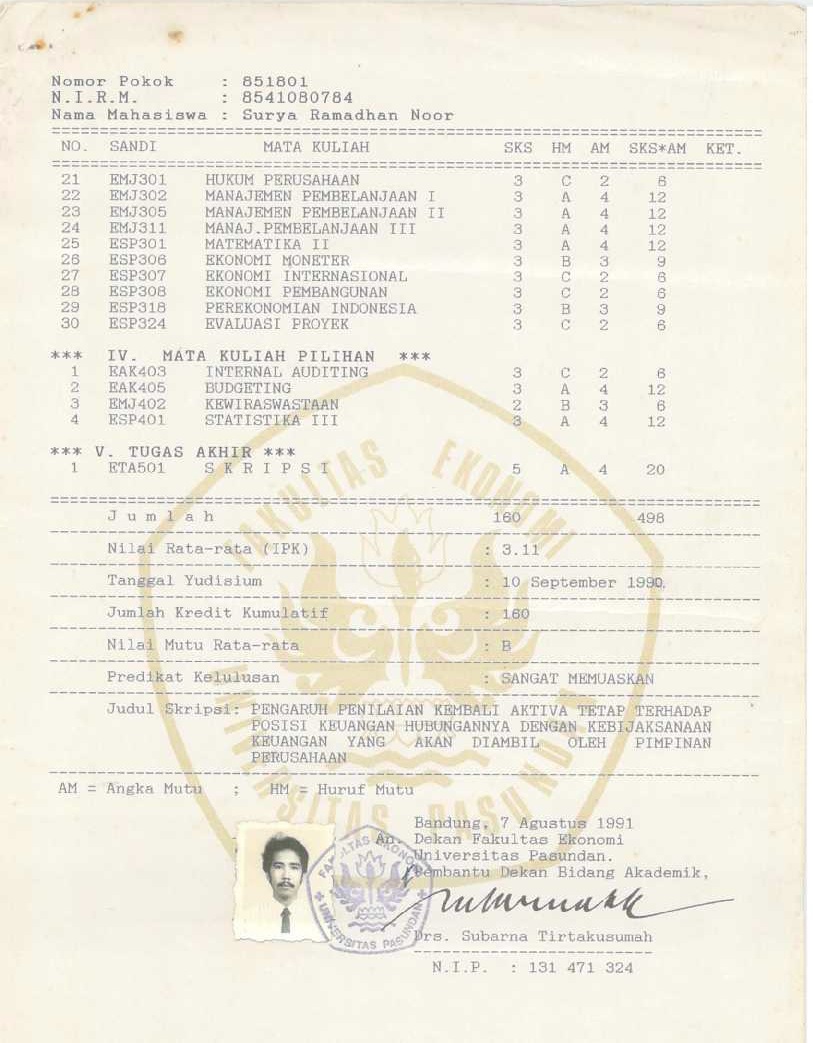 Nomor Pokok : 851801
N.I.R.M. : 8541080784
Nama Mahasiswa : Surya Ramadhan Noor
NO. SANDI MATA KULIAH SKS HM AM SKS*AM KET.
21 EMJ301 HUKUM PERUSAHAAN 3 C 2 6
22 EMJ302 MANAJEMEN PEMBELANJAAN I 3 A 4 12
23 EMJ305 MANAJEMEN PEMBELANJAAN II 3 A 4 12
24 EMJ311 MANAJ.PEMBELANJAAN III 3 A 4 12
25 ESP301 MATEMATIKA II 3 A 4 12
26 ESP306 EKONOMI MONETER 3 B 3 9
27 ESP307 EKONOMI INTERNASIONAL 3 C 2 6
28 ESP308 EKONOMI PEMBANGUNAN 3 C 2 6
29 ESP318 PEREKONOMIAN INDONESIA 3 B 3 9
30 ESP324 EVALUASI PROYEK 3 C 2 6
*** IV. MATA KULIAH PILIHAN ***
1 EAK403 INTERNAL AUDITING 3 C 2 6
2 EAK405 BUDGETING 3 A 4 12
3 EMJ402 KEWIRASWASTAAN 2 B 3 6
4 ESP401 STATISTIKA III 3 A 4 12
*** V. TUGAS AKHIR ***
1 ETA501 S K R I P S I 5 A 4 20
J u m l a h 160 498
Nilai Rata-rata (IPK) : 3.11
Tanggal Yudisium : 10 September 1990.
Jumlah Kredit Kumulatif : 160
Nilai Mutu Rata-rata : B
Predikat Kelulusan : SANGAT MEMUASKAN
Judul Skripsi: PENGARUH PENILAIAN KEMBALI AKTIVA TETAP TERHADAP
POSISI KEUANGAN HUBUNGANNYA DENGAN KEBIJAKSANAAN
KEUANGAN YANG AKAN DIAMBIL OLEH PIMPINAN
PERUSAHAAN
AM = Angka Mutu ; HM = Huruf Mutu
FAKULTAS EKONOMI
UNIVERSITAS PASUNDAN
Bandung, 7 Agustus 1991
An. Dekan Fakultas Ekonomi
Universitas Pasundan.
Pembantu Dekan Bidang Akademik,
FAKULTAS EKONOMI
UNIVERSITAS PASUNDAN
Drs. Subarna Tirtakusumah
N.I.P. : 131 471 324